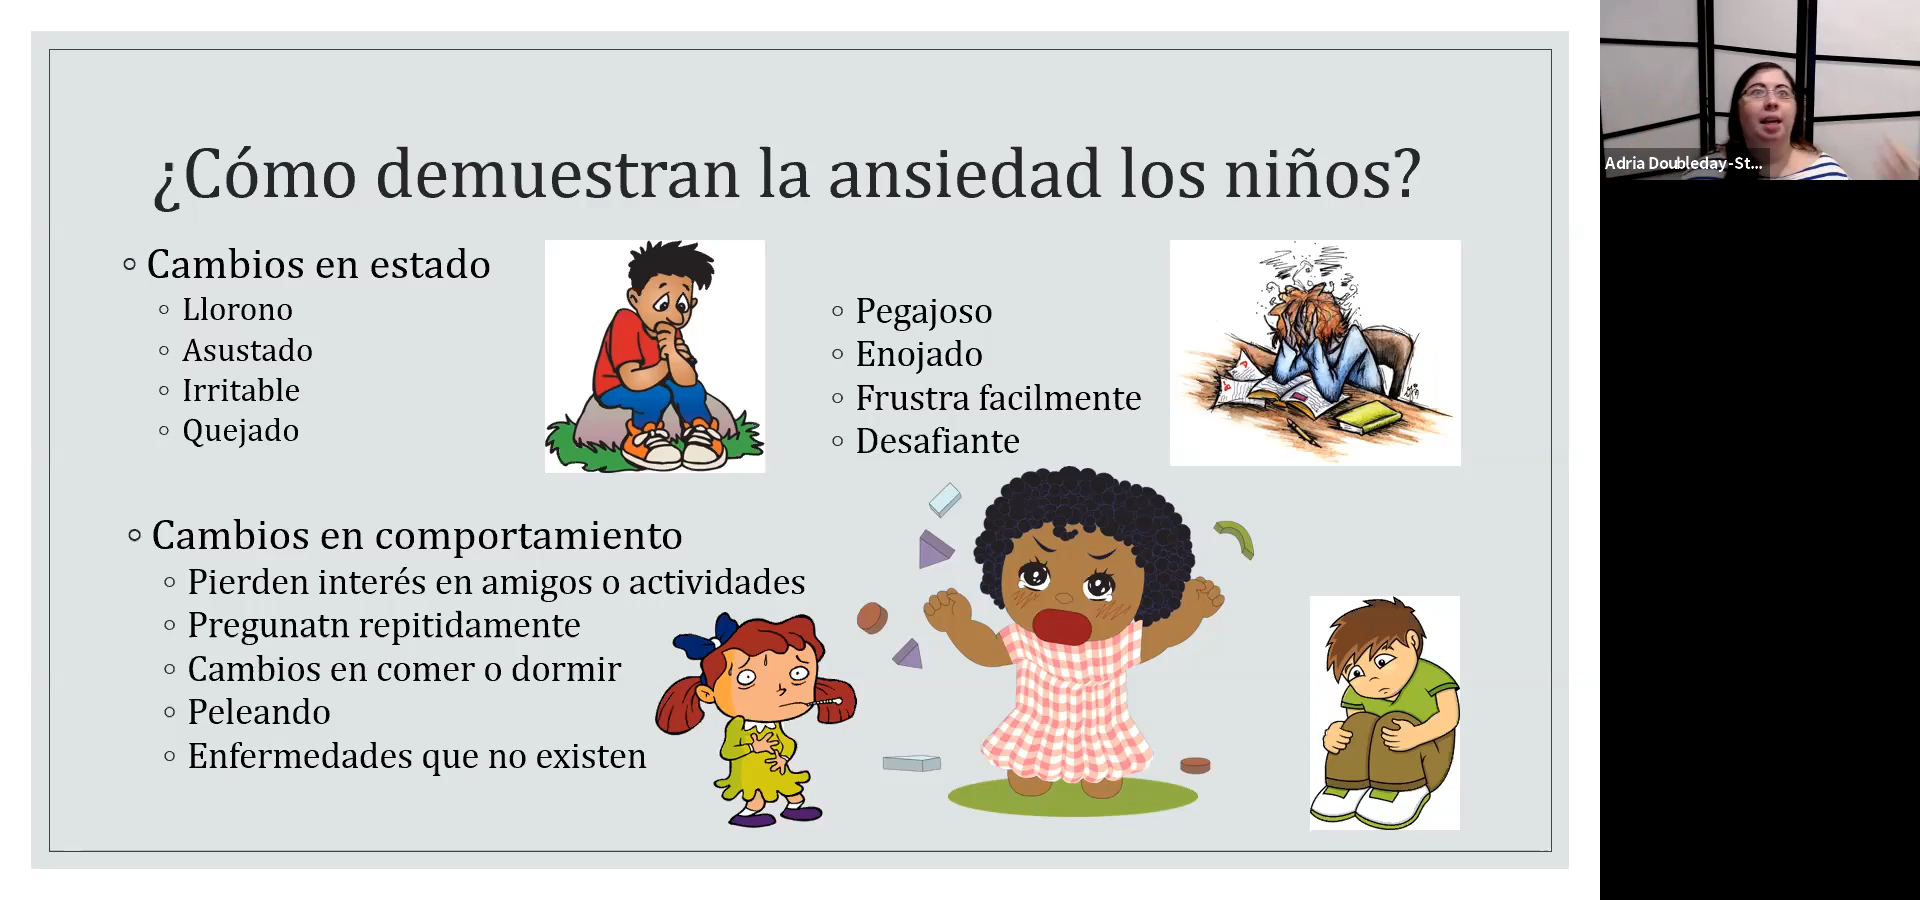 ¿Cómo demuestran la ansiedad los niños?
Cambios en estado
Llorono
Asustado
Irritable
Quejado
Pegajoso
Enojado
Frustra facilmente
Desafiante
Cambios en comportamiento
Pierden interés en amigos o actividades
Pregunatn repitidamente
Cambios en comer o dormir
Peleando
Enfermedades que no existen
Adria Doubleday-St...